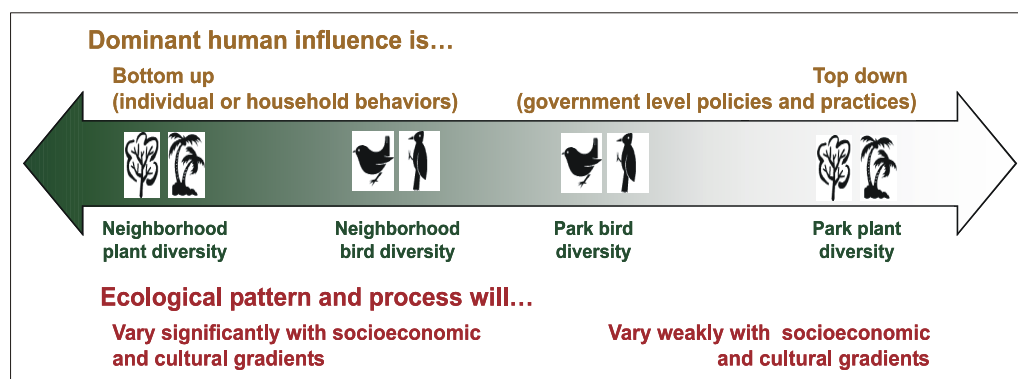 Dominant human influence is…
Bottom up
(individual or household behaviors)
Top down
(government level policies and practices)
Neighborhood
plant diversity
Neighborhood
bird diversity
Park bird
diversity
Park plant
diversity
Ecological pattern and process will…
Vary significantly with socioeconomic
and cultural gradients
Vary weakly with socioeconomic
and cultural gradients